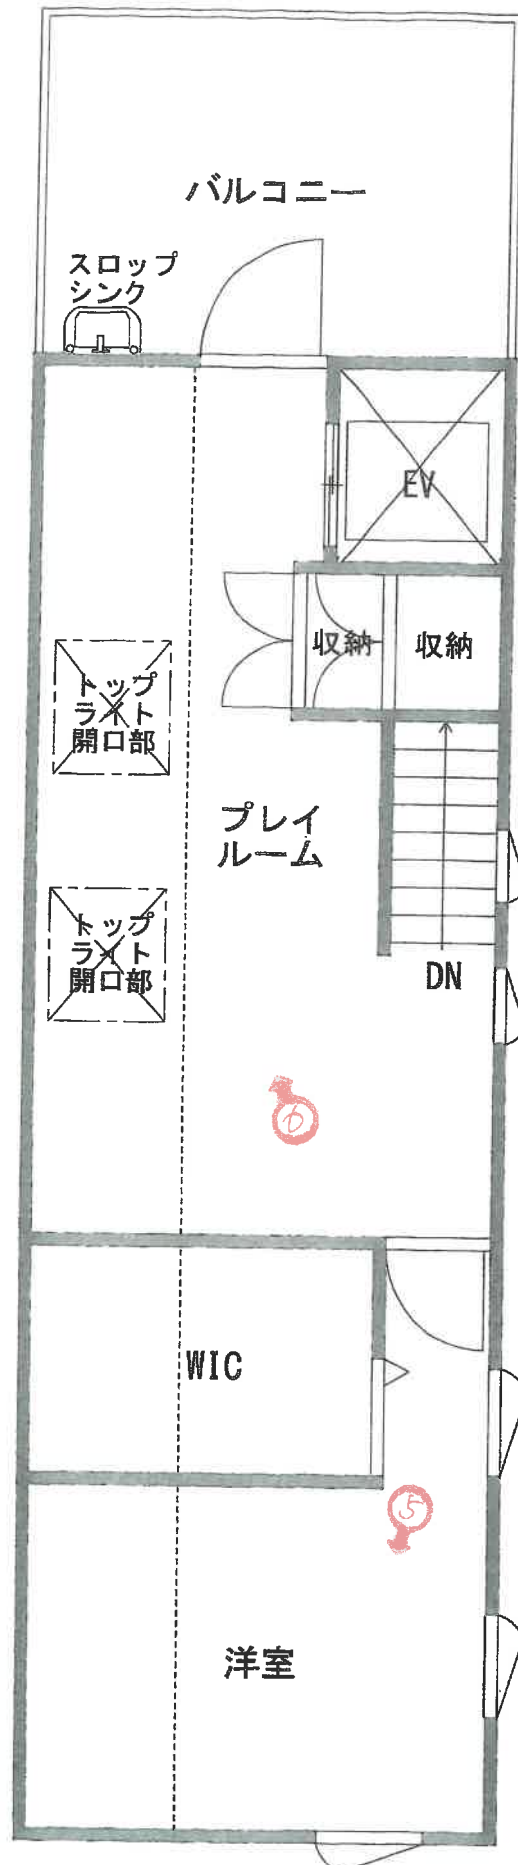 バルコニー
スロップ
シンク
EV
収納
収納
トップ
ライト
開口部
プレイ
ルーム
トップ
ライト
開口部
DN
6
WIC
5
洋室